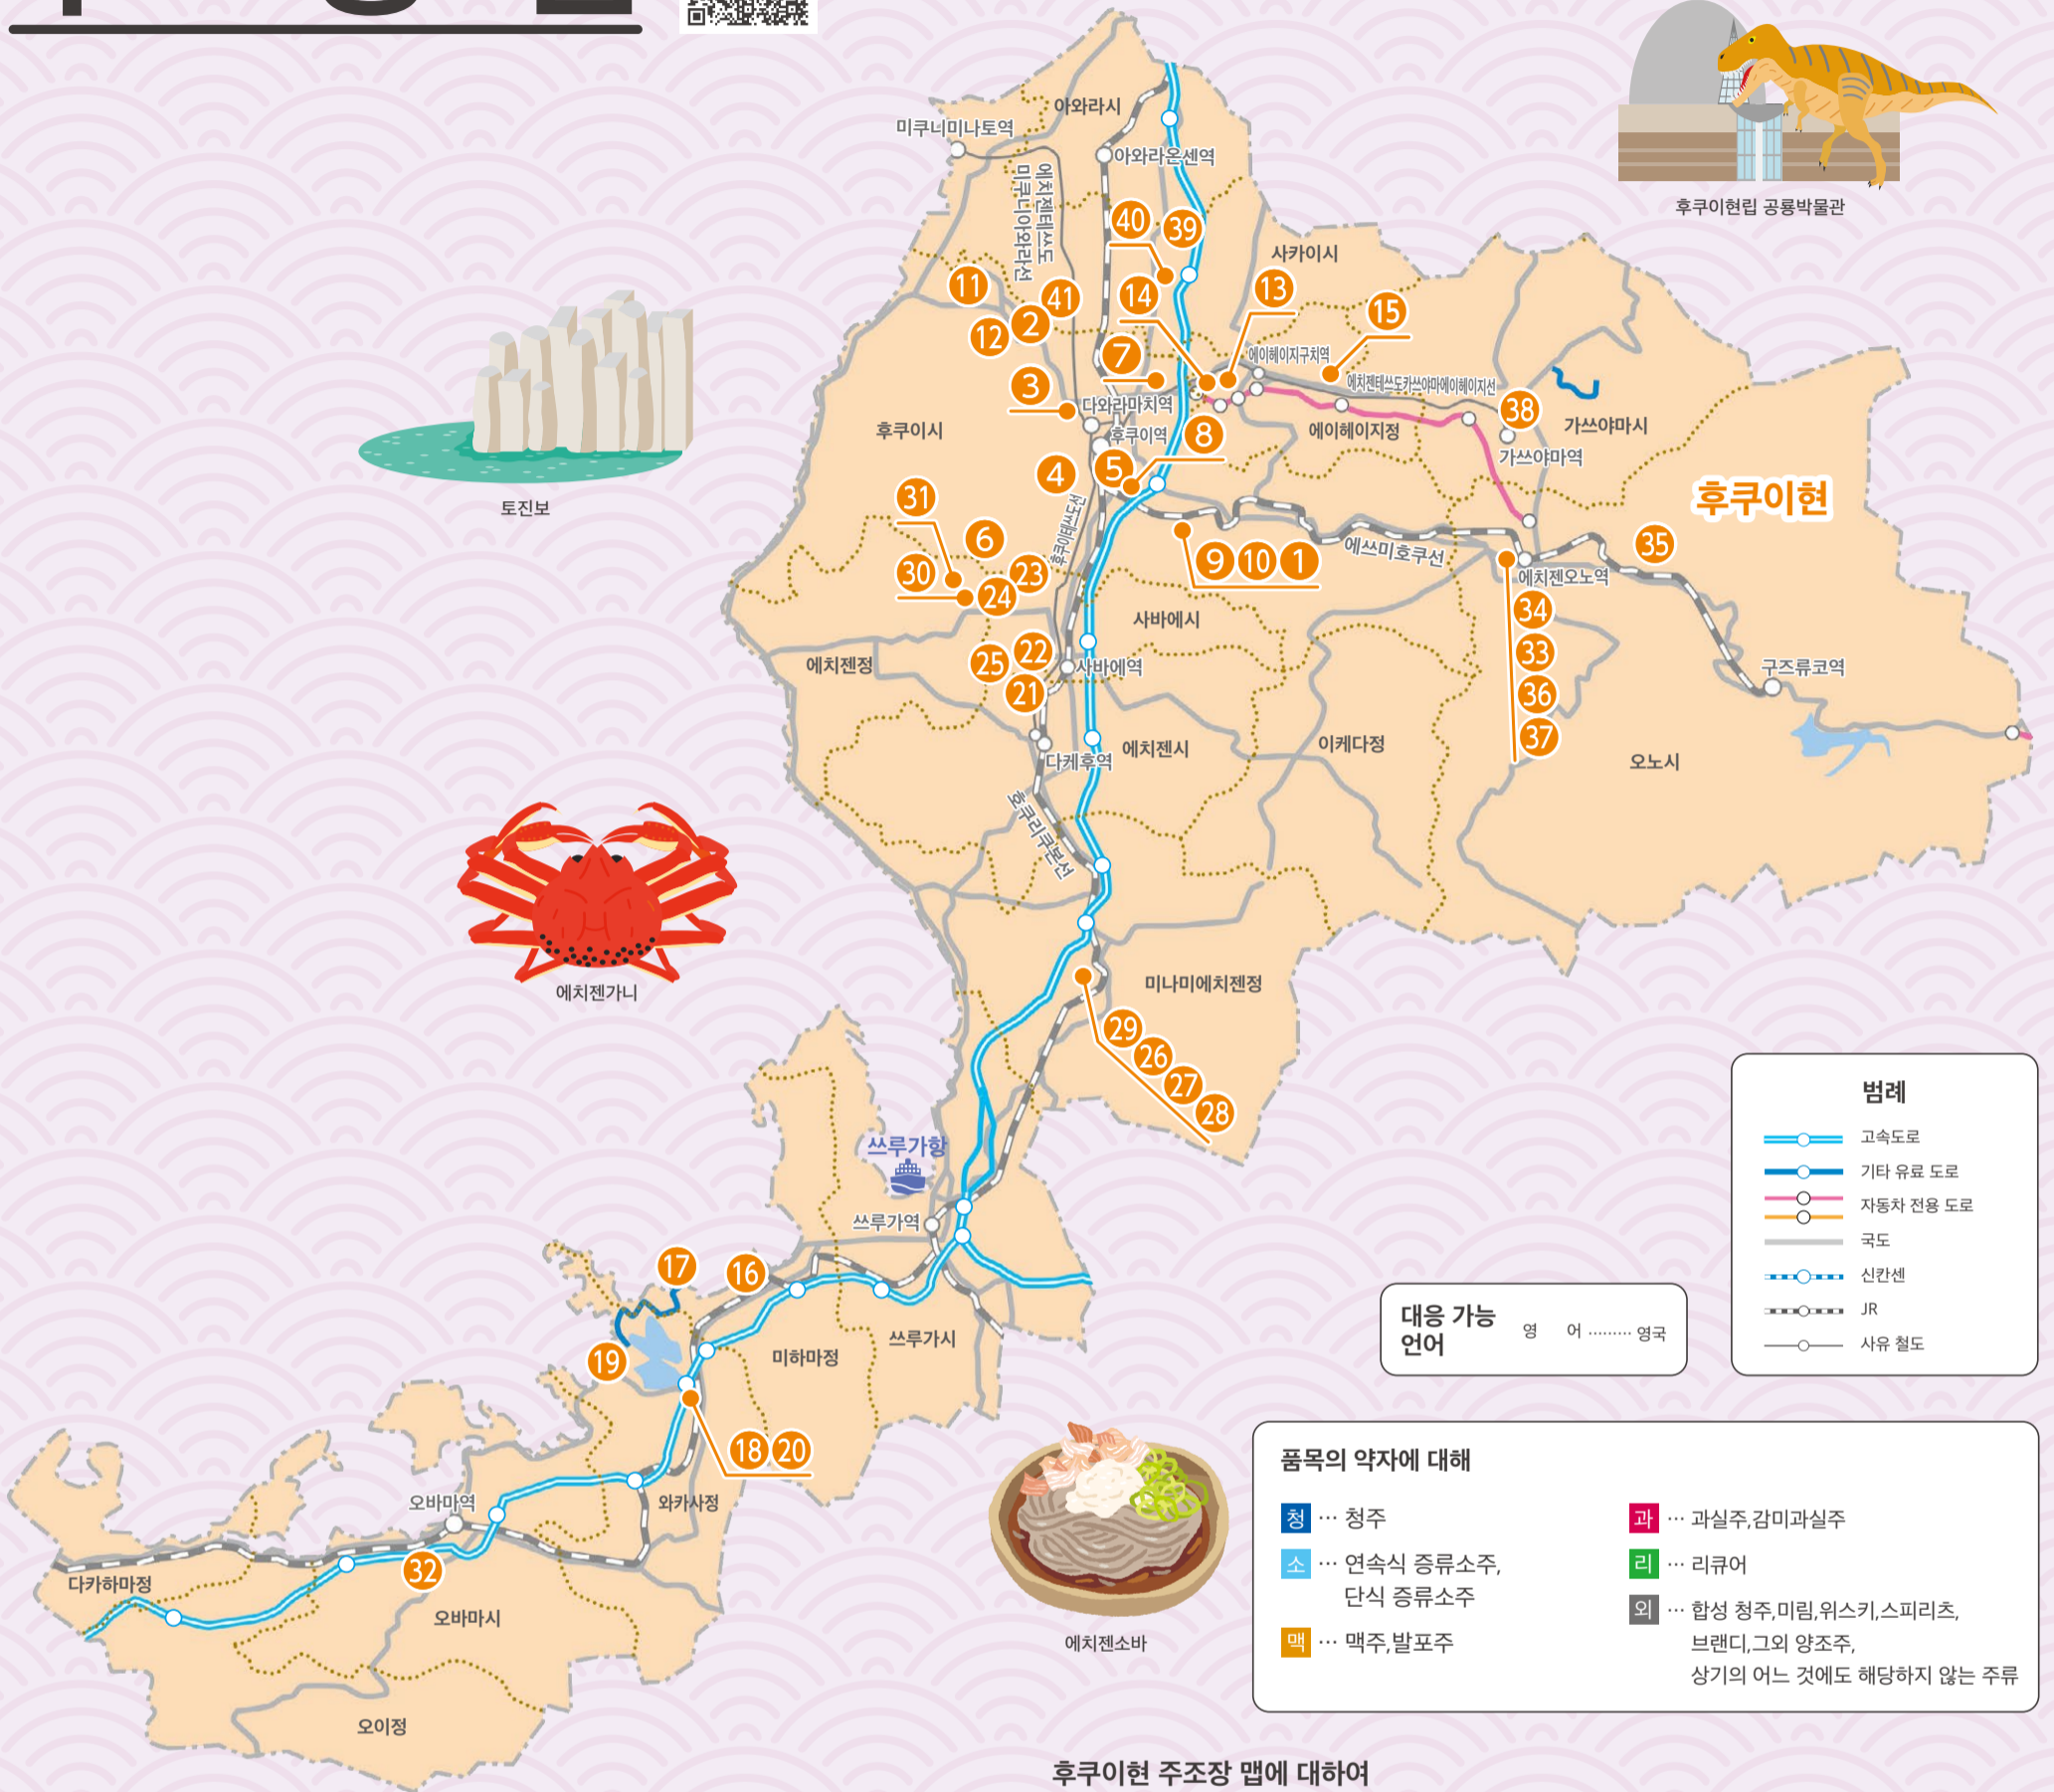 후쿠이현립 공룡박물관
아와라시
미쿠니미나토역
아와라온센역
에치젠테쓰도
미쿠니아와라선
40
39
사카이시
11
41
14
13
12
2
15
7
에이헤이지구치역
3
에치젠테쓰도카쓰야마에이헤이지선
다와라마치역
38
가쓰야마시
후쿠이시
후쿠이역
8
에이헤이지정
가쓰야마역
토진보
4
5
후쿠이현
31
후쿠이테쓰도선
6
에쓰미호쿠선
35
30
23
9
10
1
에치젠오노역
24
34
사바에시
25
22
33
에치젠정
사바에역
구즈류코역
21
36
37
에치젠시
이케다정
다케후역
오노시
호쿠리쿠본선
에치젠가니
미나미에치젠정
29
26
27
28
쓰루가항
쓰루가역
17
16
19
미하마정
쓰루가시
18
20
와카사정
오바마역
32
다카하마정
오바마시
오이정
에치젠소바
범례
고속도로
기타 유료 도로
자동차 전용 도로
국도
신칸센
JR
사유 철도
대응 가능
언어
영 어 ……… 영국
품목의 약자에 대해
청 … 청주
소 … 연속식 증류소주,
단식 증류소주
맥 … 맥주,발포주
과 … 과실주,감미과실주
리 … 리큐어
외 … 합성 청주,미림,위스키,스피리츠,
브랜디,그외 양조주,
상기의 어느 것에도 해당하지 않는 주류
후쿠이현 주조장 맵에 대하여